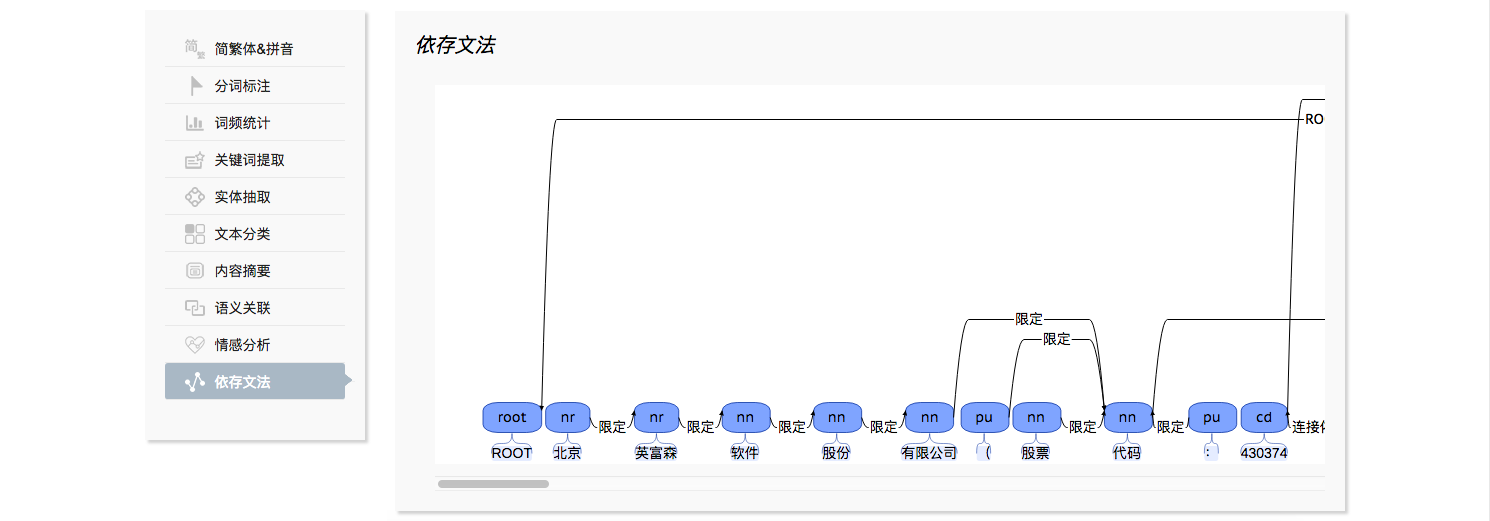 简繁体&拼音
分词标注
词频统计
关键词提取
实体抽取
文本分类
内容摘要
语义关联
情感分析
依存文法
依存文法
RO
限定
限定
root nr nr nn nn nn pu nn nn pu cd
限定 限定 限定 限定 限定 限定 连接
ROOT 北京 英富森 软件 股份 有限公司 （ 股票 代码 ： 430374